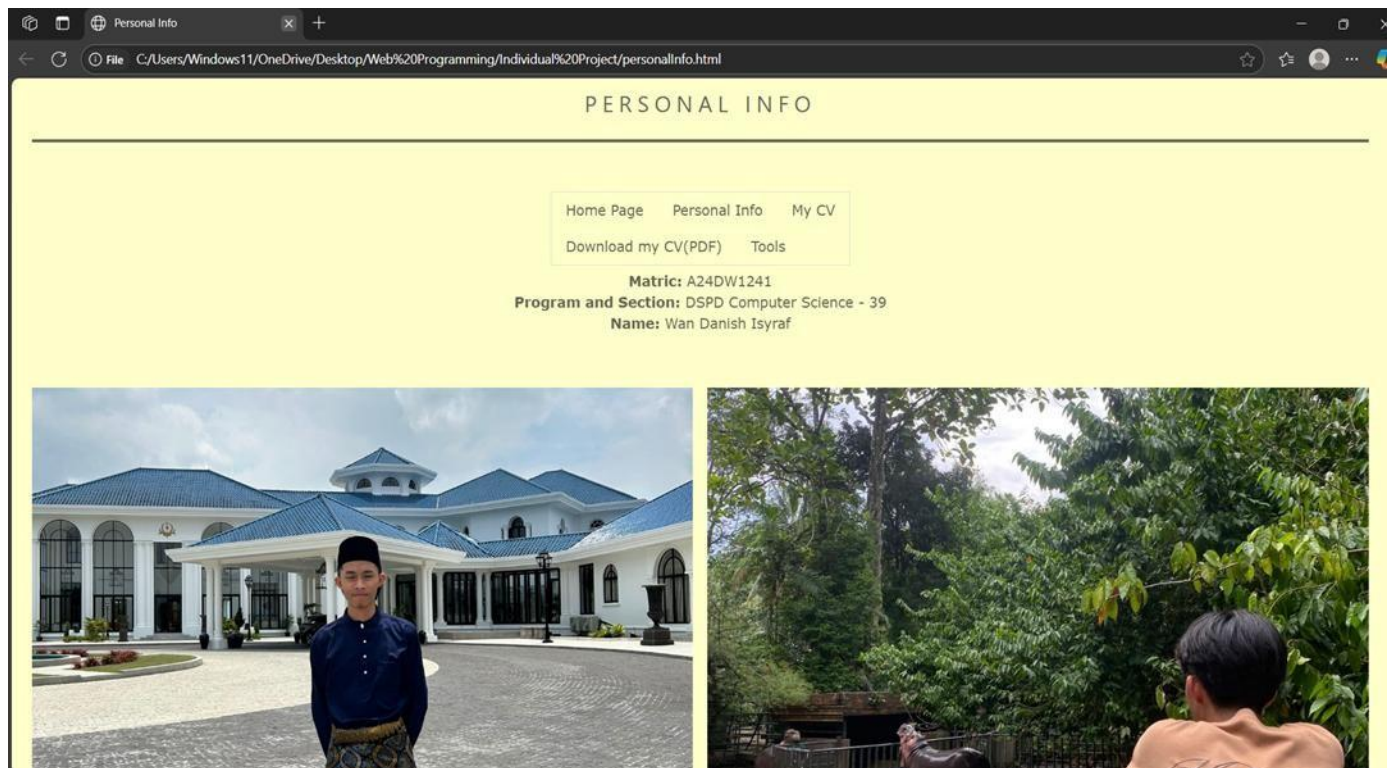 Personal Info
File C:/Users/Windows11/OneDrive/Desktop/Web%20Programming/Individual%20Project/personalInfo.html
PERSONAL INFO
Home Page Personal Info My CV
Download my CV(PDF) Tools
Matric: A24DW1241
Program and Section: DSPD Computer Science - 39
Name: Wan Danish Isyraf